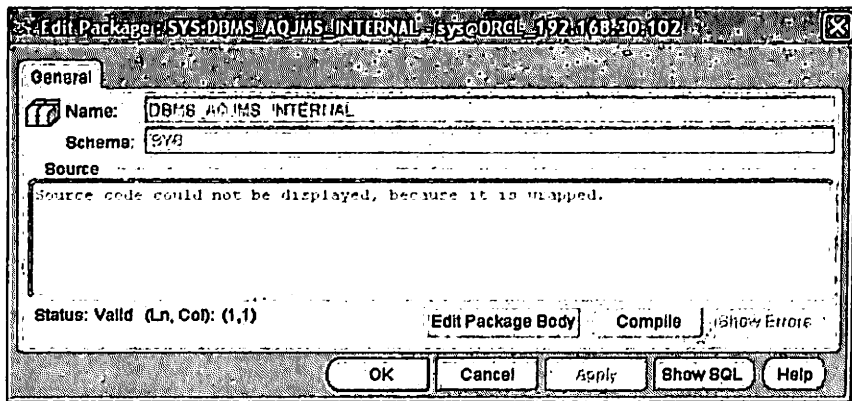 Edit Package : SYS.DBMS_AQJMS_INTERNAL - sys@ORCL_192.168.30.102
General
Name: DBMS_AQJMS_INTERNAL
Schema: SYS
Source
Source code could not be displayed, because it is wrapped.
Status: Valid (Ln, Col): (1,1)
Edit Package Body Compile Show Errors
OK Cancel Apply Show SQL Help